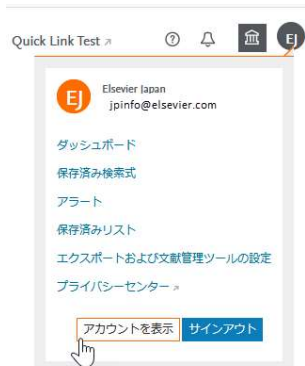 Quick Link Test ↗ ? EJ
EJ Elsevier Japan
jpinfo@elsevier.com
ダッシュボード
保存済み検索式
アラート
保存済みリスト
エクスポートおよび文献管理ツールの設定
プライバシーセンター ↗
アカウントを表示 サインアウト